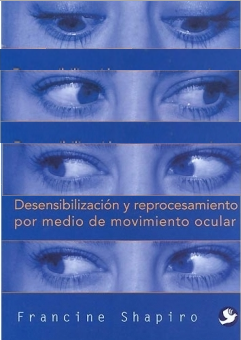 Desensibilización y reprocesamiento
por medio de movimiento ocular
Francine Shapiro